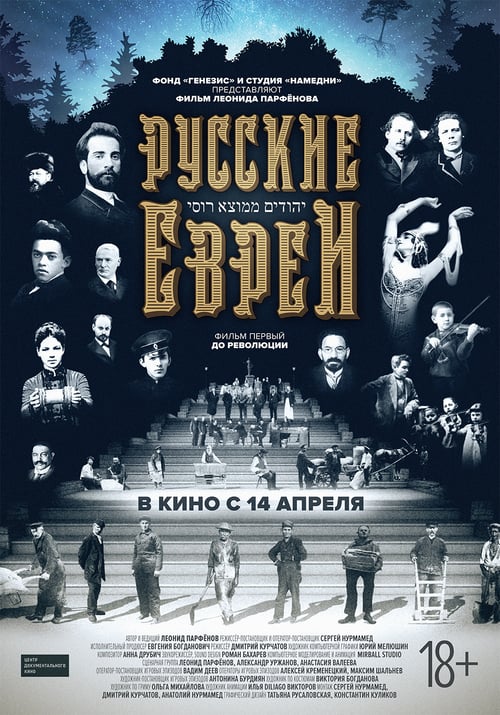 ФОНД «ГЕНЕЗИС» И СТУДИЯ «НАМЕДНИ»
ПРЕДСТАВЛЯЮТ
ФИЛЬМ ЛЕОНИДА ПАРФЁНОВА
РУССКИЕ
יהודים ממוצא רוסי
ЕВРЕИ
ФИЛЬМ ПЕРВЫЙ
ДО РЕВОЛЮЦИИ
В КИНО С 14 АПРЕЛЯ
АВТОР И ВЕДУЩИЙ ЛЕОНИД ПАРФЁНОВ РЕЖИССЁР-ПОСТАНОВЩИК И ОПЕРАТОР-ПОСТАНОВЩИК СЕРГЕЙ НУРМАМЕД
ИСПОЛНИТЕЛЬНЫЙ ПРОДЮСЕР ЕВГЕНИЯ БОГДАНОВИЧ РЕЖИССЁР ДМИТРИЙ КУРЧАТОВ ХУДОЖНИК КОМПЬЮТЕРНОЙ ГРАФИКИ ЮРИЙ МЕЛЮШИН
КОМПОЗИТОР АННА ДРУБИЧ ЗВУКОРЕЖИССЕР, SOUND DESIGN РОМАН БАХАРЕВ КОМПЬЮТЕРНОЕ МОДЕЛИРОВАНИЕ И АНИМАЦИЯ MIRBALL STUDIO
СЦЕНАРНАЯ ГРУППА ЛЕОНИД ПАРФЁНОВ, АЛЕКСАНДР УРЖАНОВ, АНАСТАСИЯ ВАЛЕЕВА
ОПЕРАТОР-ПОСТАНОВЩИК ИГРОВЫХ ЭПИЗОДОВ ВАДИМ ДЕЕВ ОПЕРАТОРЫ ИГРОВЫХ ЭПИЗОДОВ АЛЕКСЕЙ КРЕМЕНЕЦКИЙ, МАКСИМ ШАЛЬНЕВ
ХУДОЖНИК-ПОСТАНОВЩИК ИГРОВЫХ ЭПИЗОДОВ АНТОНИНА БУРДИЯН ХУДОЖНИК ПО КОСТЮМАМ ВИКТОРИЯ БОГДАНОВА
ХУДОЖНИК ПО ГРИМУ ОЛЬГА МИХАЙЛОВА ХУДОЖНИК АНИМАЦИИ ИЛЬЯ ВИКТОРОВ МОНТАЖ СЕРГЕЙ НУРМАМЕД,
ДМИТРИЙ КУРЧАТОВ, АНАТОЛИЙ НУРМАМЕД ГРАФИЧЕСКИЙ ДИЗАЙН ТАТЬЯНА РУСАЛОВСКАЯ, КОНСТАНТИН КУЛИКОВ
ЦЕНТР
ДОКУМЕНТАЛЬНОГО
КИНО
18+